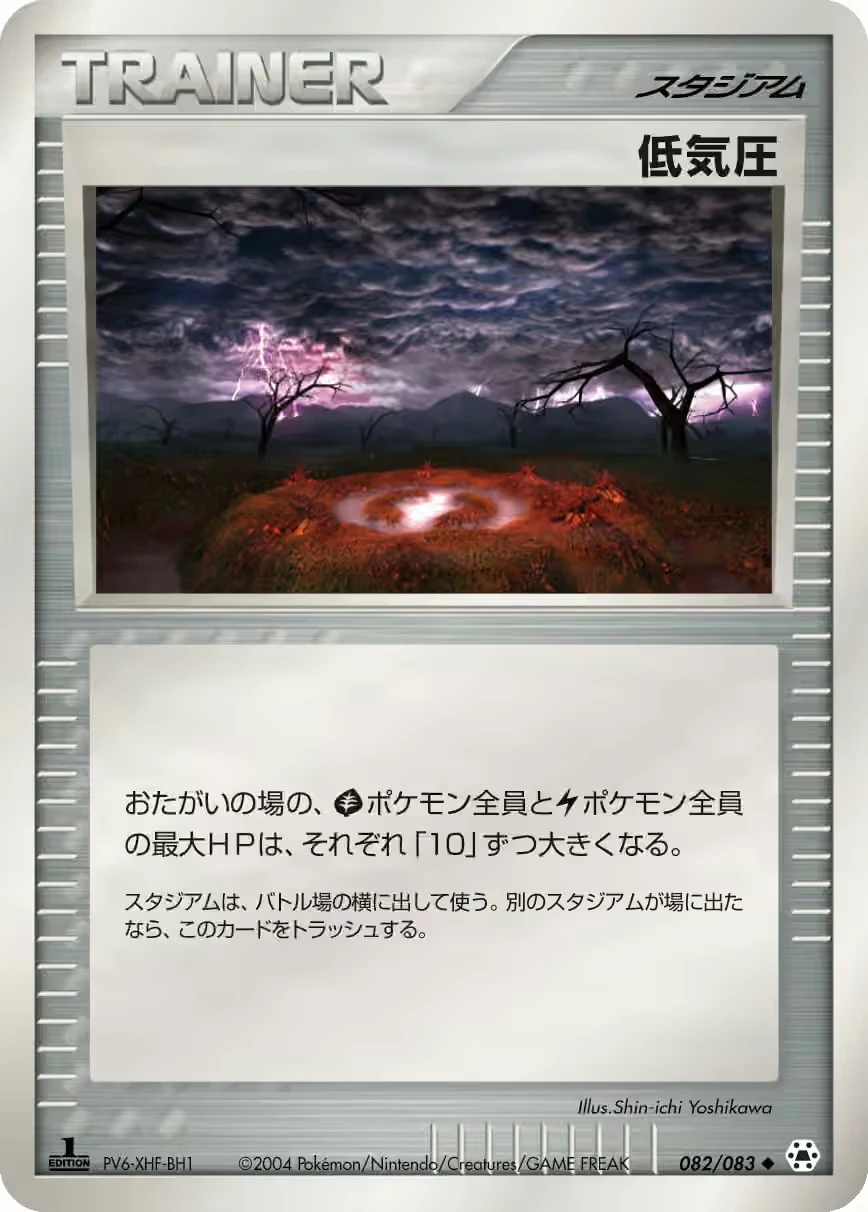 TRAINER
スタジアム
低気圧
おたがいの場の、ポケモン全員とポケモン全員
の最大HPは、それぞれ「10」ずつ大きくなる。
スタジアムは、バトル場の横に出して使う。別のスタジアムが場に出た
なら、このカードをトラッシュする。
Illus.Shin-ichi Yoshikawa
1
EDITION
PV6-XHF-BH1
©2004 Pokémon/Nintendo/Creatures/GAME FREAK
082/083 ◆